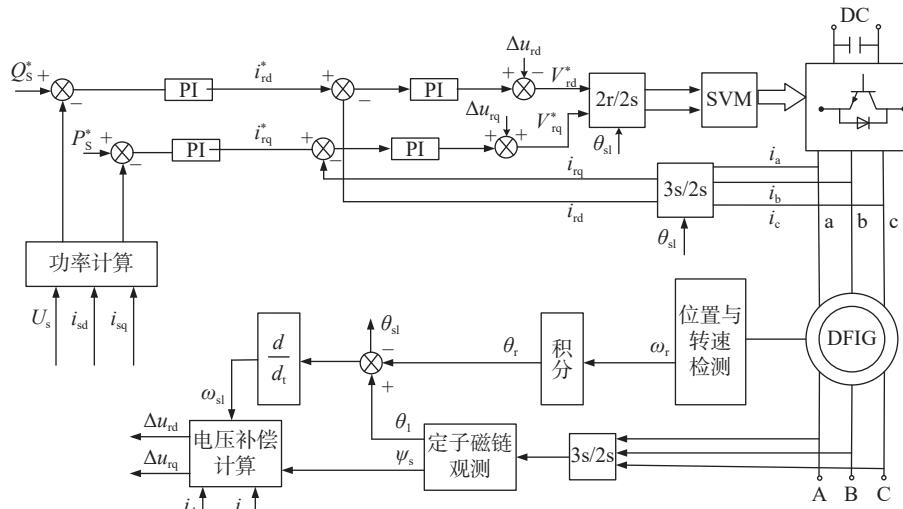 DC
Q*S + − PI i*rd + − PI + Δurd − V*rd 2r/2s SVM
P*S + − PI i*rq + − PI Δurq + + V*rq
θsl
irq 3s/2s ia
ird ib
ic
θsl
a b c
功率计算
Us isd isq
θsl
d/dt − θr 积分 ωr 位置与转速检测 DFIG
+
ωsl
θ1
Δurd
Δurq
电压补偿计算 ψs 定子磁链观测 3s/2s
A B C